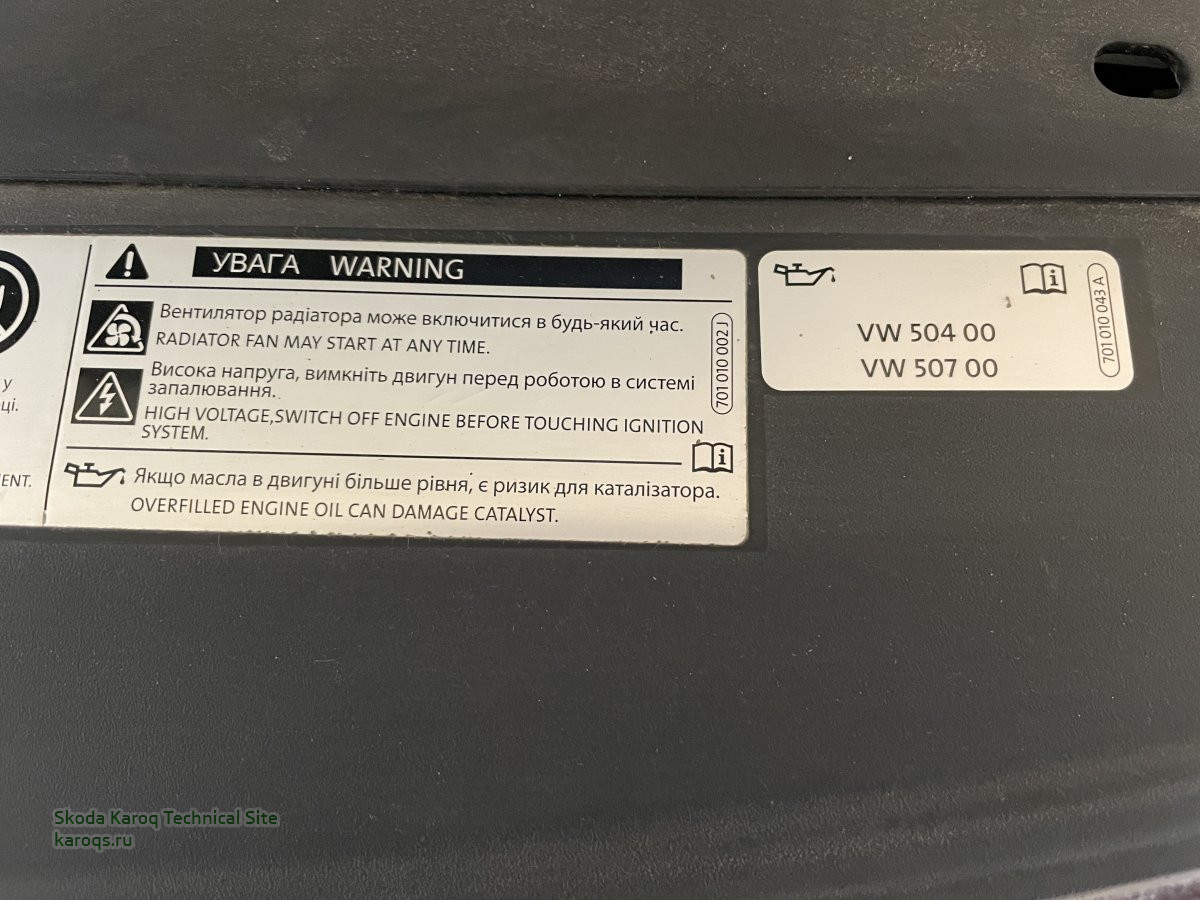 УВАГА WARNING
Вентилятор радіатора може включитися в будь-який час.
RADIATOR FAN MAY START AT ANY TIME.
Висока напруга, вимкніть двигун перед роботою в системі
запалювання.
HIGH VOLTAGE,SWITCH OFF ENGINE BEFORE TOUCHING IGNITION
SYSTEM.
Якщо масла в двигуні більше рівня, є ризик для каталізатора.
OVERFILLED ENGINE OIL CAN DAMAGE CATALYST.
701 010 002 J
VW 504 00
VW 507 00
701 010 043 A
Skoda Karoq Technical Site
karoqs.ru